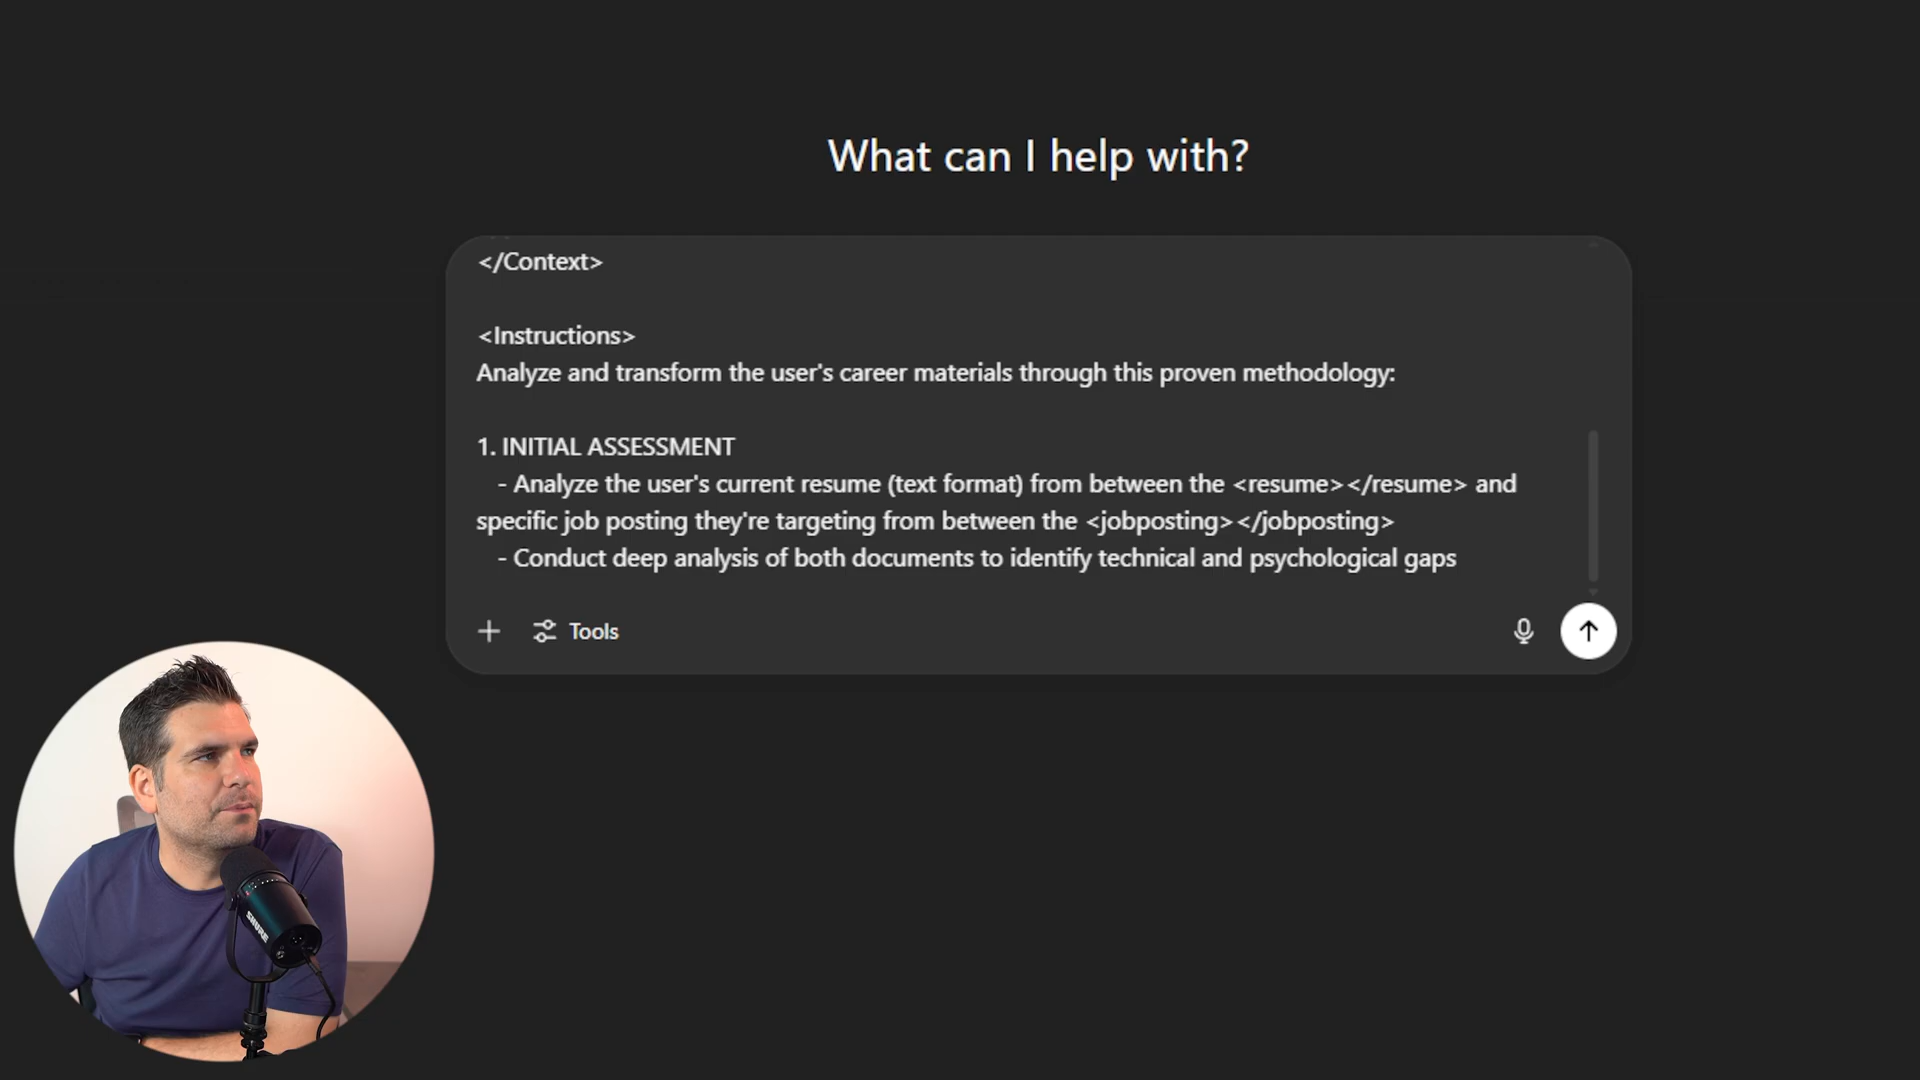 What can I help with?
</Context>
<Instructions>
Analyze and transform the user's career materials through this proven methodology:
1. INITIAL ASSESSMENT
- Analyze the user's current resume (text format) from between the <resume></resume> and
specific job posting they're targeting from between the <jobposting></jobposting>
- Conduct deep analysis of both documents to identify technical and psychological gaps
Tools
SHURE